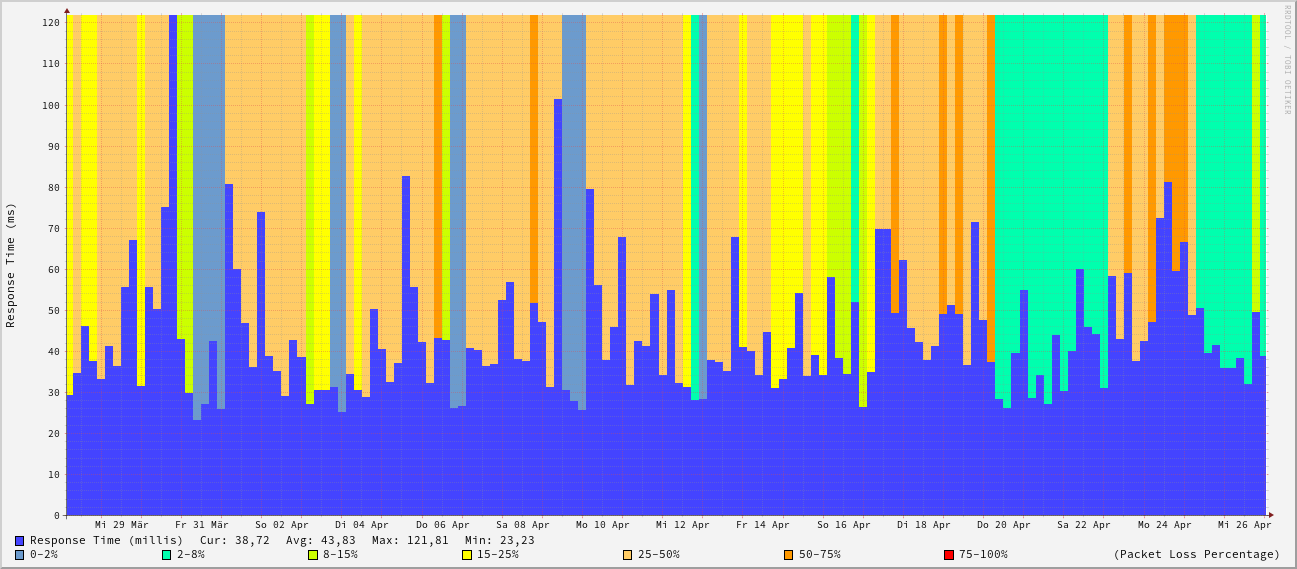 RRDTOOL / TOBI OETIKER
Response Time (ms)
120
110
100
90
80
70
60
50
40
30
20
10
0
Mi 29 Mär Fr 31 Mär So 02 Apr Di 04 Apr Do 06 Apr Sa 08 Apr Mo 10 Apr Mi 12 Apr Fr 14 Apr So 16 Apr Di 18 Apr Do 20 Apr Sa 22 Apr Mo 24 Apr Mi 26 Apr
Response Time (millis) Cur: 38,72 Avg: 43,83 Max: 121,81 Min: 23,23
0-2% 2-8% 8-15% 15-25% 25-50% 50-75% 75-100% (Packet Loss Percentage)